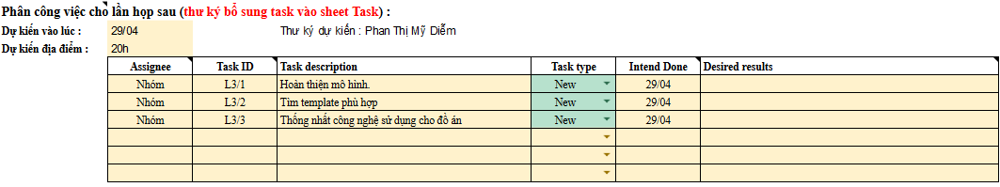 Phân công việc cho lần họp sau (thư ký bổ sung task vào sheet Task) :
Dự kiến vào lúc : 29/04 Thư ký dự kiến : Phan Thị Mỹ Diễm
Dự kiến địa điểm : 20h
Assignee Task ID Task description Task type Intend Done Desired results
Nhóm L3/1 Hoàn thiện mô hình. New 29/04
Nhóm L3/2 Tìm template phù hợp New 29/04
Nhóm L3/3 Thống nhất công nghệ sử dụng cho đồ án New 29/04